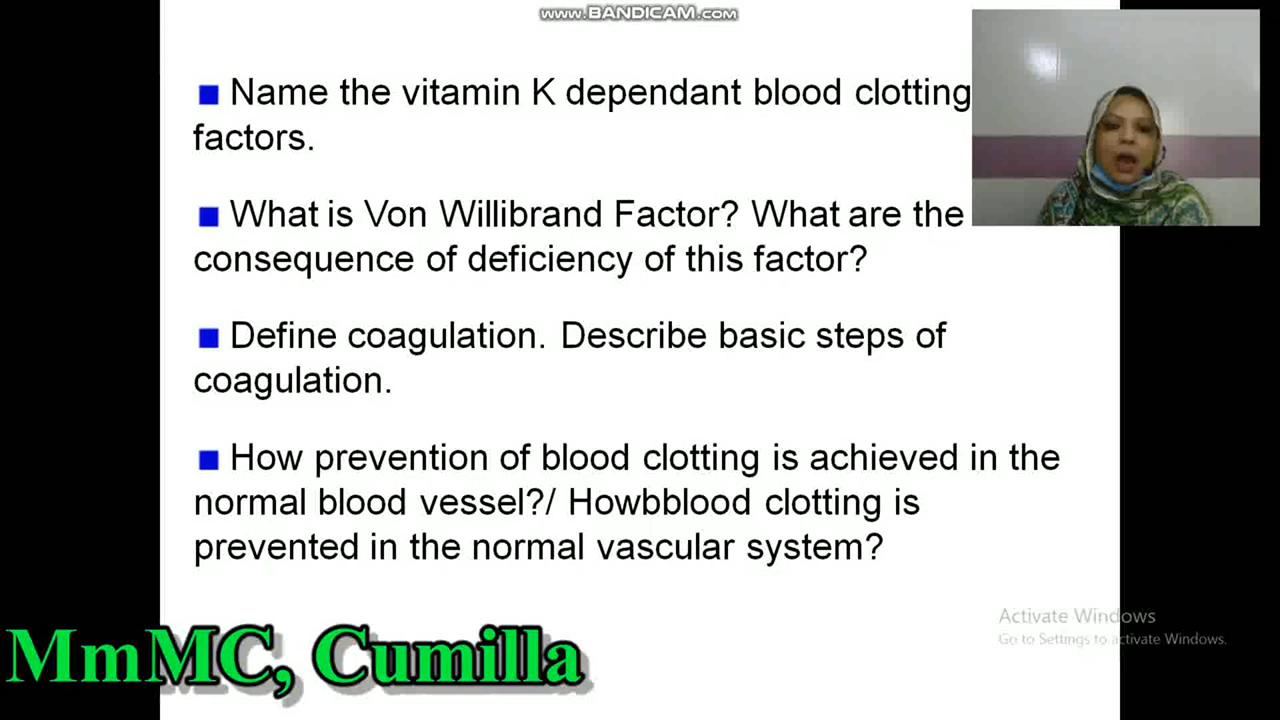 www.BANDICAM.com
■ Name the vitamin K dependant blood clotting
factors.
■ What is Von Willibrand Factor? What are the
consequence of deficiency of this factor?
■ Define coagulation. Describe basic steps of
coagulation.
■ How prevention of blood clotting is achieved in the
normal blood vessel?/ Howbblood clotting is
prevented in the normal vascular system?
Activate Windows
Go to Settings to activate Windows.
MmMC, Cumilla